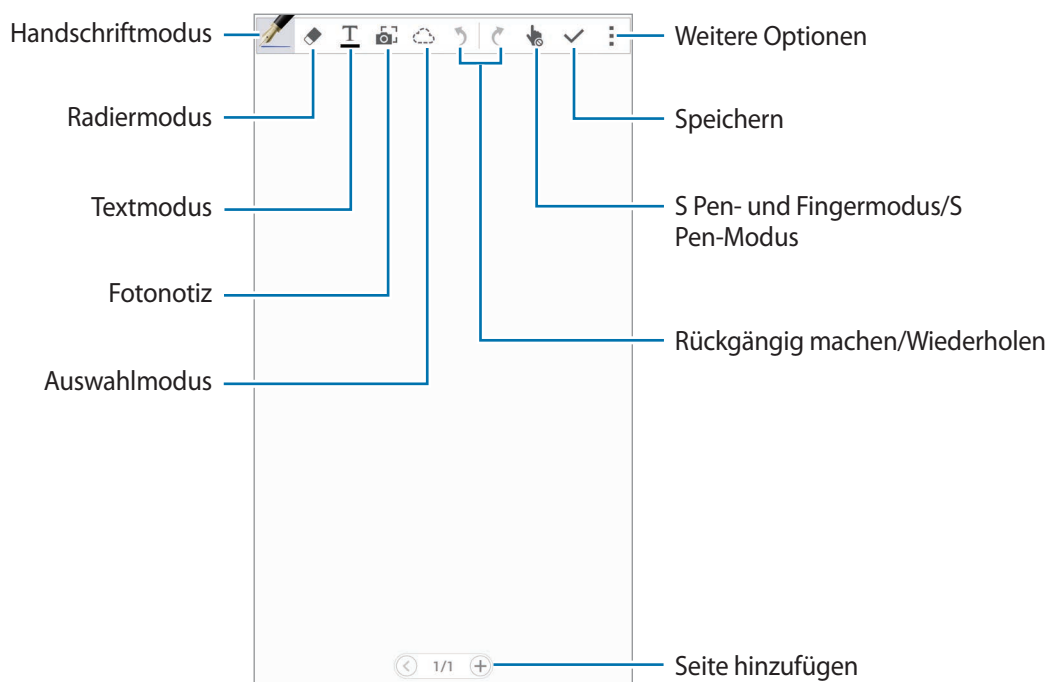 Handschriftmodus
Radiermodus
Textmodus
Fotonotiz
Auswahlmodus
T
Weitere Optionen
Speichern
S Pen- und Fingermodus/S
Pen-Modus
Rückgängig machen/Wiederholen
1/1
Seite hinzufügen